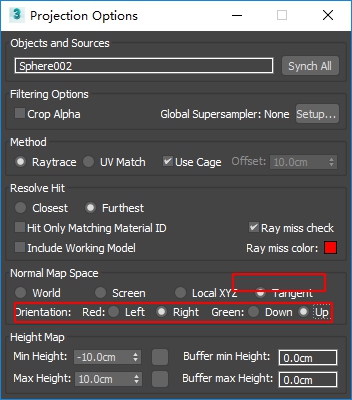 3 Projection Options
Objects and Sources
Sphere002 Synch All
Filtering Options
Crop Alpha Global Supersampler: None Setup...
Method
Raytrace UV Match Use Cage Offset: 10.0cm
Resolve Hit
Closest Furthest
Hit Only Matching Material ID Ray miss check
Include Working Model Ray miss color:
Normal Map Space
World Screen Local XYZ Tangent
Orientation: Red: Left Right Green: Down Up
Height Map
Min Height: -10.0cm Buffer min Height: 0.0cm
Max Height: 10.0cm Buffer max Height: 0.0cm